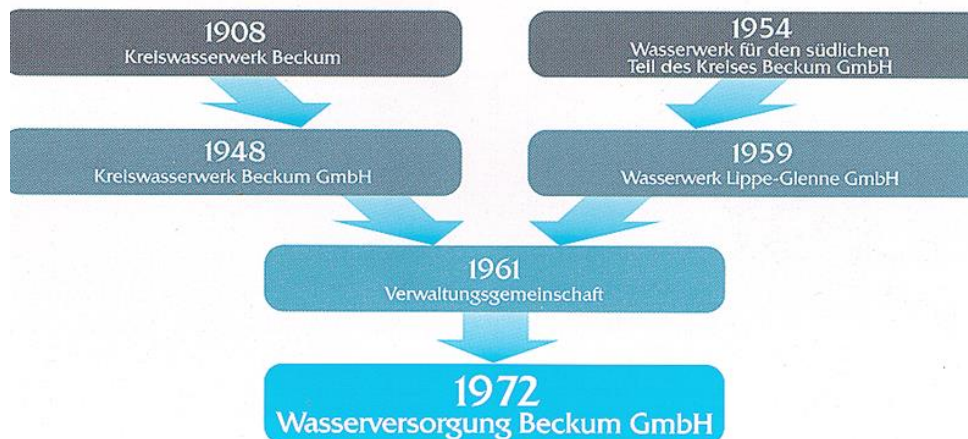 1908
Kreiswasserwerk Beckum
1954
Wasserwerk für den südlichen
Teil des Kreises Beckum GmbH
1948
Kreiswasserwerk Beckum GmbH
1959
Wasserwerk Lippe-Glenne GmbH
1961
Verwaltungsgemeinschaft
1972
Wasserversorgung Beckum GmbH